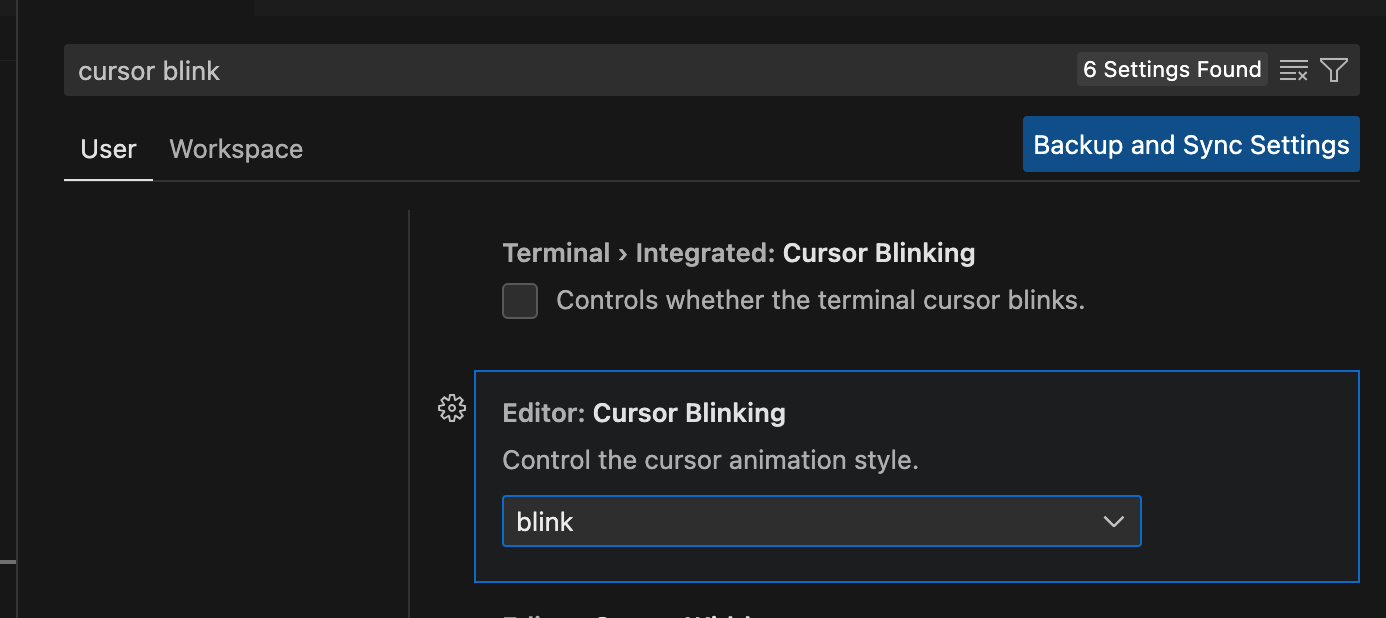 cursor blink
6 Settings Found
User
Workspace
Backup and Sync Settings
Terminal › Integrated: Cursor Blinking
Controls whether the terminal cursor blinks.
Editor: Cursor Blinking
Control the cursor animation style.
blink